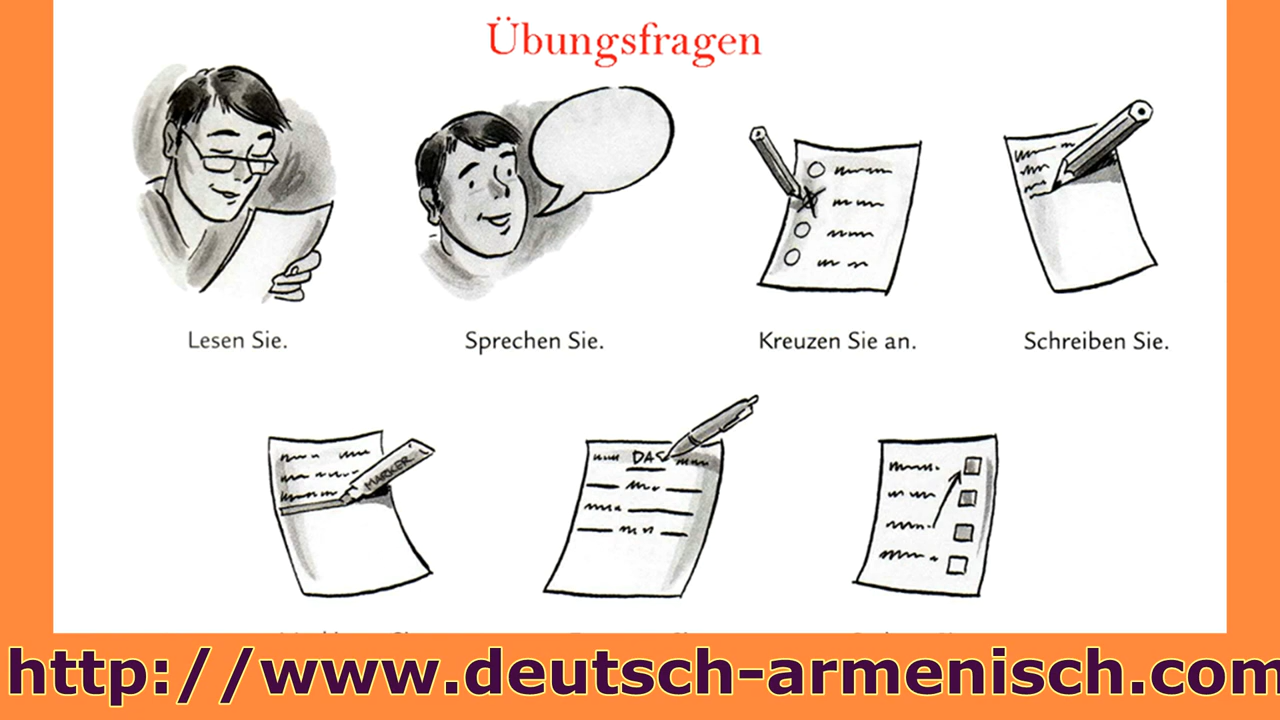 Übungsfragen
Lesen Sie.
Sprechen Sie.
Kreuzen Sie an.
Schreiben Sie.
MARKER
DAS
http://www.deutsch-armenisch.com